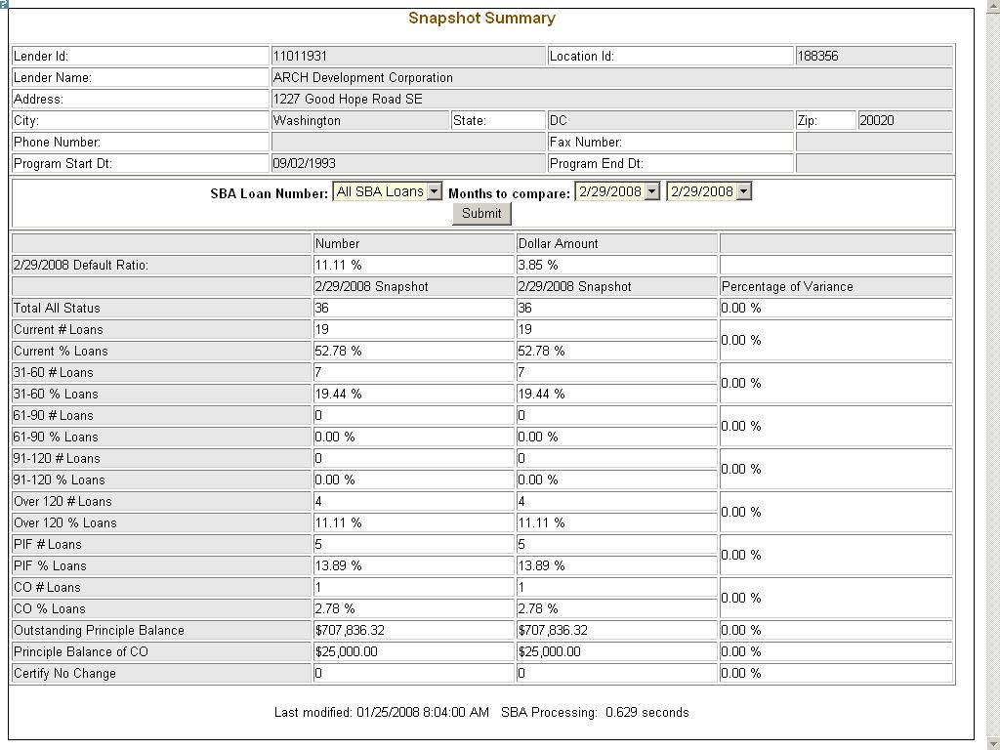 Snapshot Summary
Lender Id: 11011931 Location Id: 188356
Lender Name: ARCH Development Corporation
Address: 1227 Good Hope Road SE
City: Washington State: DC Zip: 20020
Phone Number: Fax Number:
Program Start Dt: 09/02/1993 Program End Dt:
SBA Loan Number: All SBA Loans Months to compare: 2/29/2008 2/29/2008
Submit
Number Dollar Amount
2/29/2008 Default Ratio: 11.11 % 3.85 %
2/29/2008 Snapshot 2/29/2008 Snapshot Percentage of Variance
Total All Status 36 36 0.00 %
Current # Loans 19 19 0.00 %
Current % Loans 52.78 % 52.78 %
31-60 # Loans 7 7 0.00 %
31-60 % Loans 19.44 % 19.44 %
61-90 # Loans 0 0 0.00 %
61-90 % Loans 0.00 % 0.00 %
91-120 # Loans 0 0 0.00 %
91-120 % Loans 0.00 % 0.00 %
Over 120 # Loans 4 4 0.00 %
Over 120 % Loans 11.11 % 11.11 %
PIF # Loans 5 5 0.00 %
PIF % Loans 13.89 % 13.89 %
CO # Loans 1 1 0.00 %
CO % Loans 2.78 % 2.78 %
Outstanding Principle Balance $707,836.32 $707,836.32 0.00 %
Principle Balance of CO $25,000.00 $25,000.00 0.00 %
Certify No Change 0 0 0.00 %
Last modified: 01/25/2008 8:04:00 AM SBA Processing: 0.629 seconds